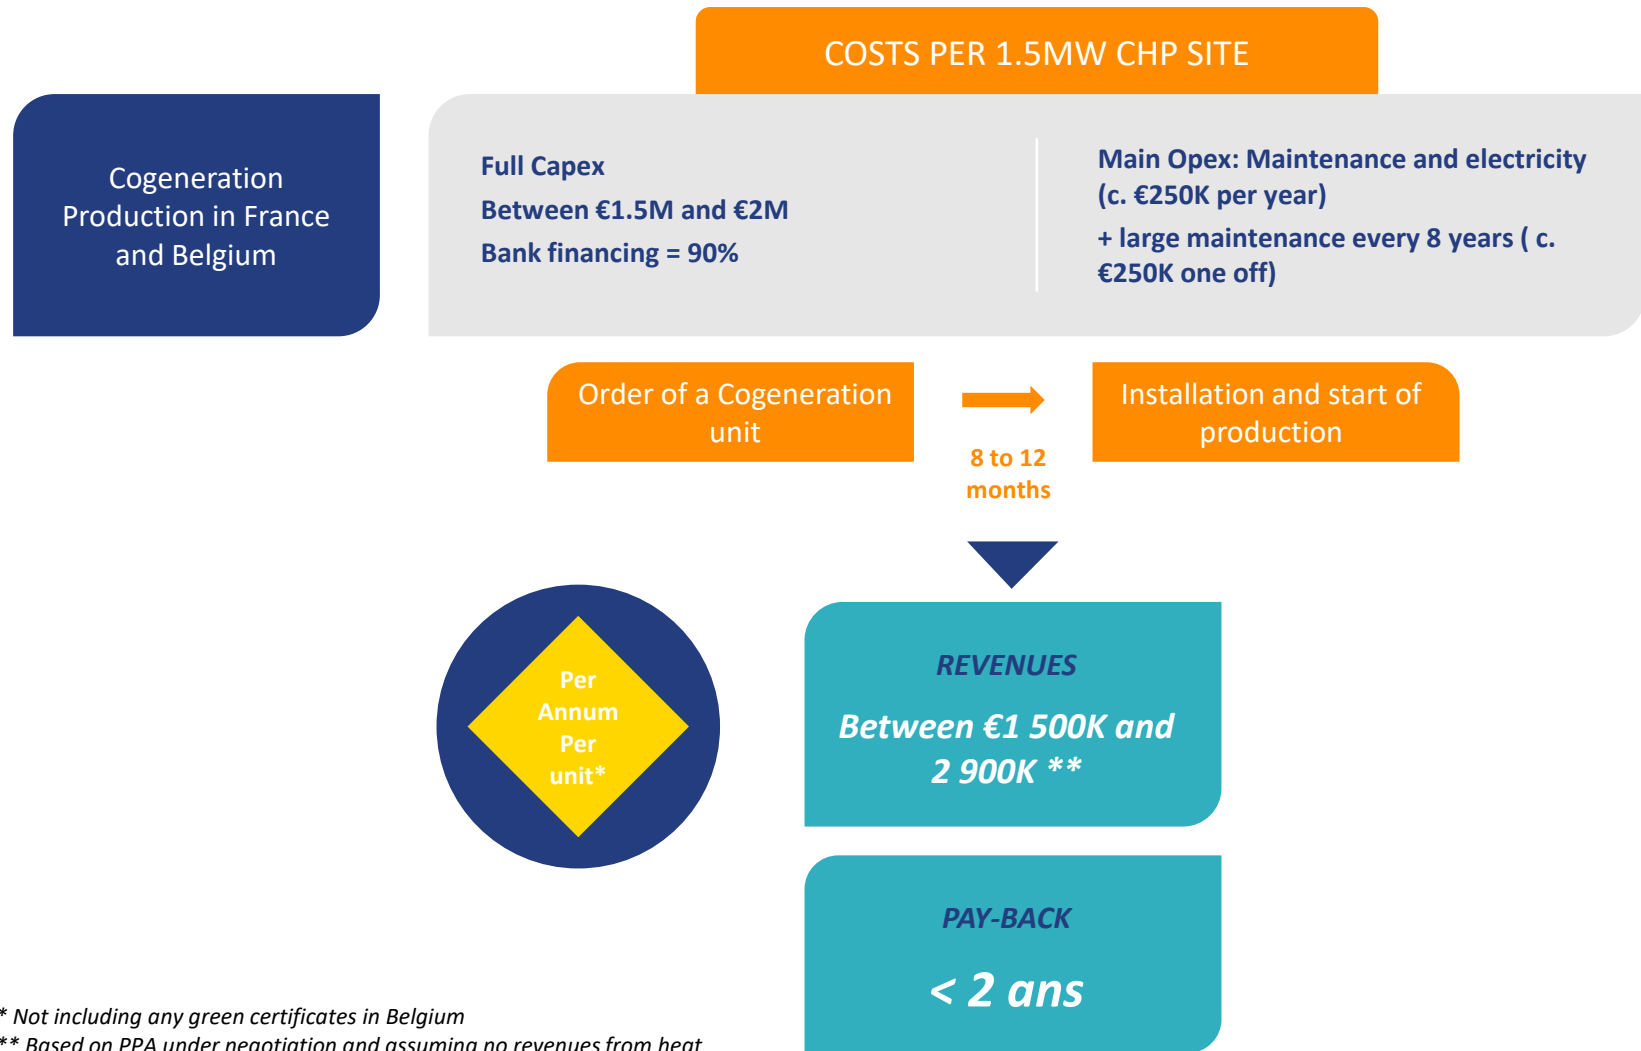 COSTS PER 1.5MW CHP SITE
Cogeneration
Production in France
and Belgium
Full Capex
Between €1.5M and €2M
Bank financing = 90%
Main Opex: Maintenance and electricity
(c. €250K per year)
+ large maintenance every 8 years ( c.
€250K one off)
Order of a Cogeneration
unit
8 to 12
months
Installation and start of
production
Per
Annum
Per
unit*
REVENUES
Between €1 500K and
2 900K **
PAY-BACK
< 2 ans
* Not including any green certificates in Belgium
** Based on PPA under negotiation and assuming no revenues from heat